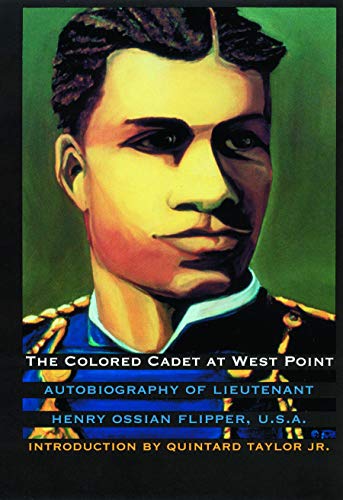 The Colored Cadet at West Point
Autobiography of Lieutenant
Henry Ossian Flipper, U.S.A.
Introduction by Quintard Taylor Jr.